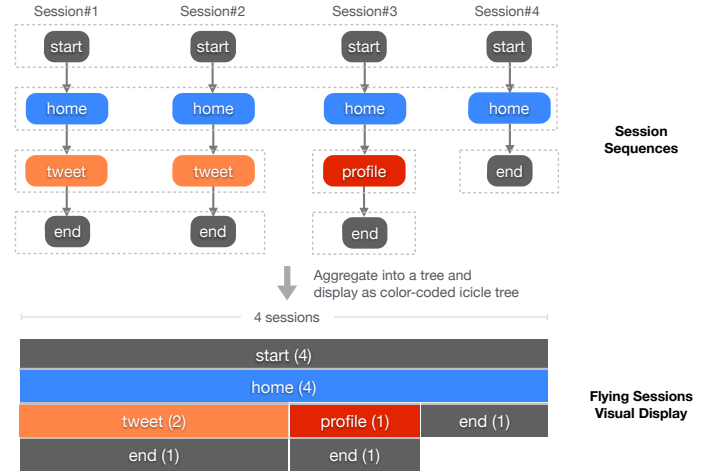 Session#1 Session#2 Session#3 Session#4
start start start start
home home home home
tweet tweet profile end
end end end
Session
Sequences
Aggregate into a tree and
display as color-coded icicle tree
4 sessions
start (4)
home (4)
tweet (2) profile (1) end (1)
end (1) end (1)
Flying Sessions
Visual Display